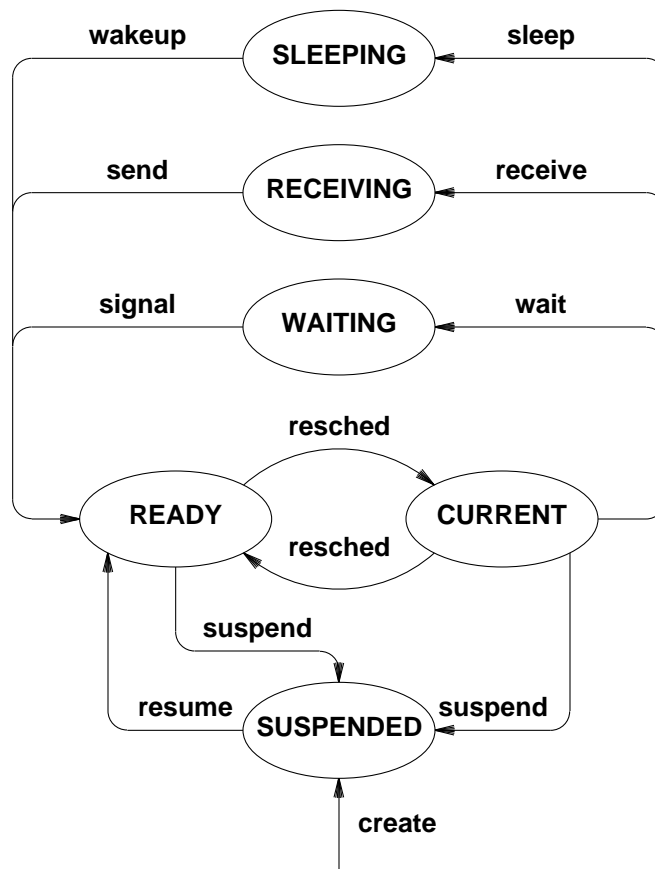 wakeup
SLEEPING
sleep
send
RECEIVING
receive
signal
WAITING
wait
resched
READY
CURRENT
resched
suspend
resume
SUSPENDED
suspend
create